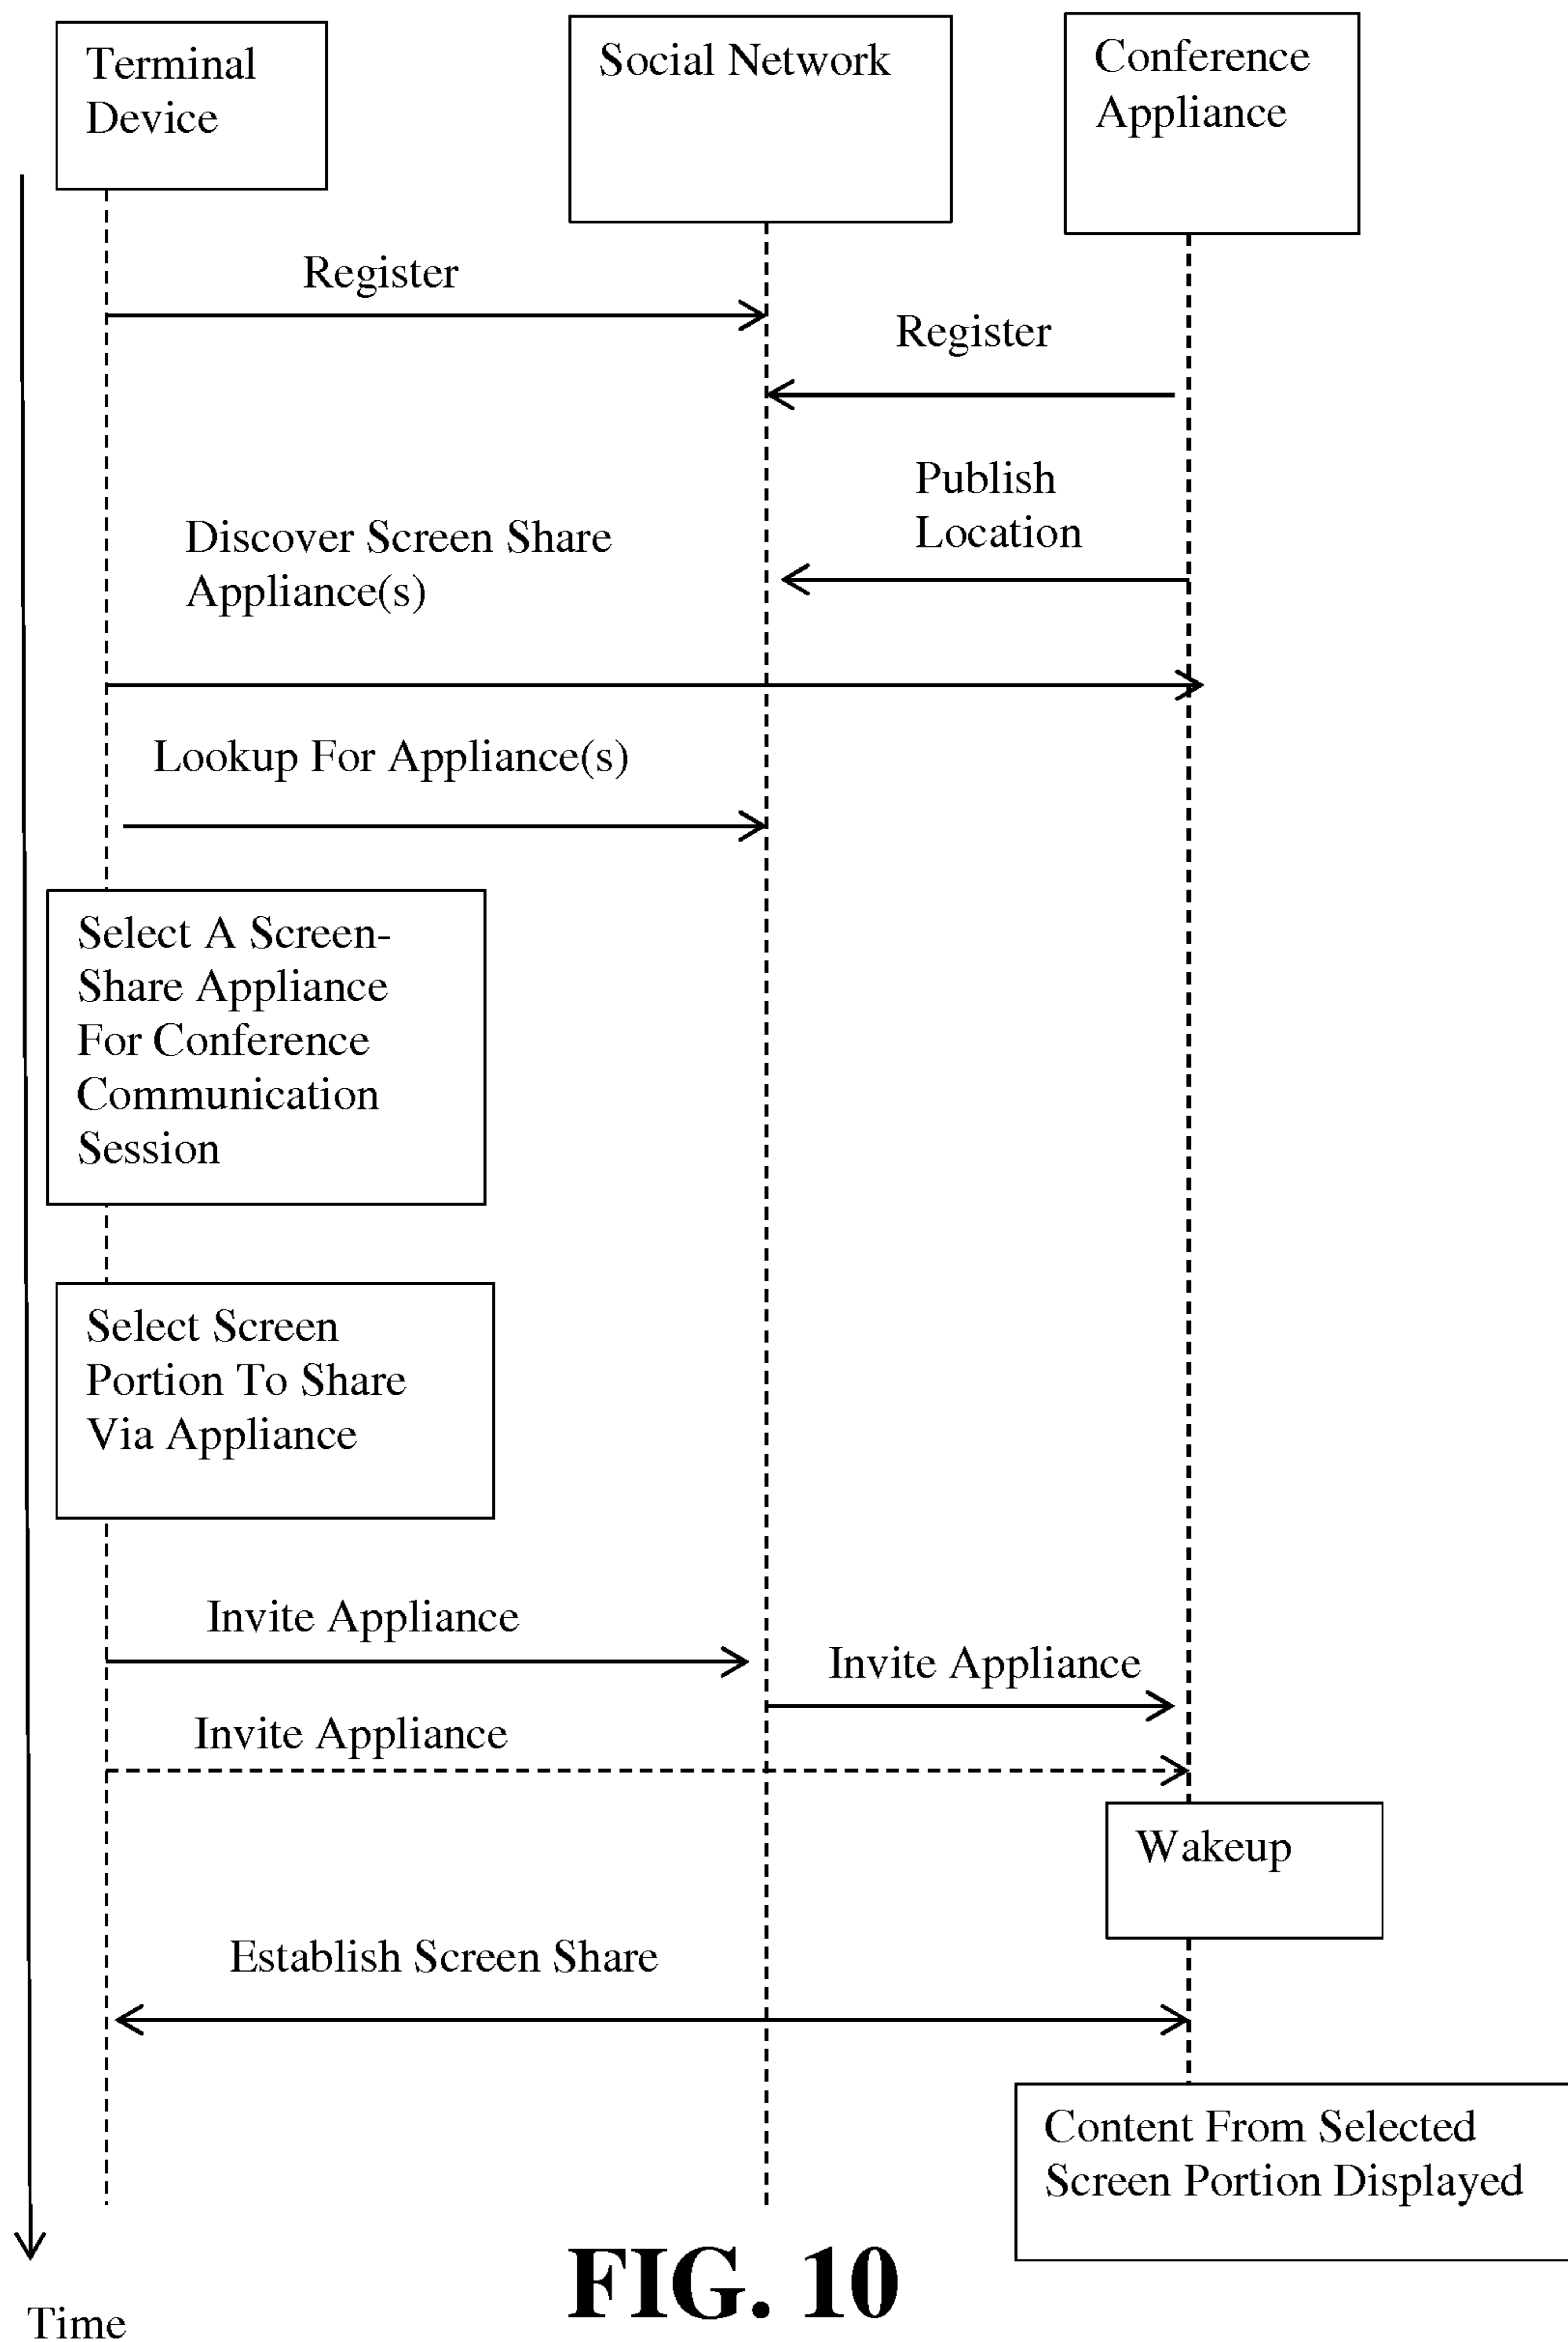 Terminal
Device
Social Network
Conference
Appliance
Register
Register
Publish
Location
Discover Screen Share
Appliance(s)
Lookup For Appliance(s)
Select A Screen-
Share Appliance
For Conference
Communication
Session
Select Screen
Portion To Share
Via Appliance
Invite Appliance
Invite Appliance
Invite Appliance
Wakeup
Establish Screen Share
Content From Selected
Screen Portion Displayed
FIG. 10
Time